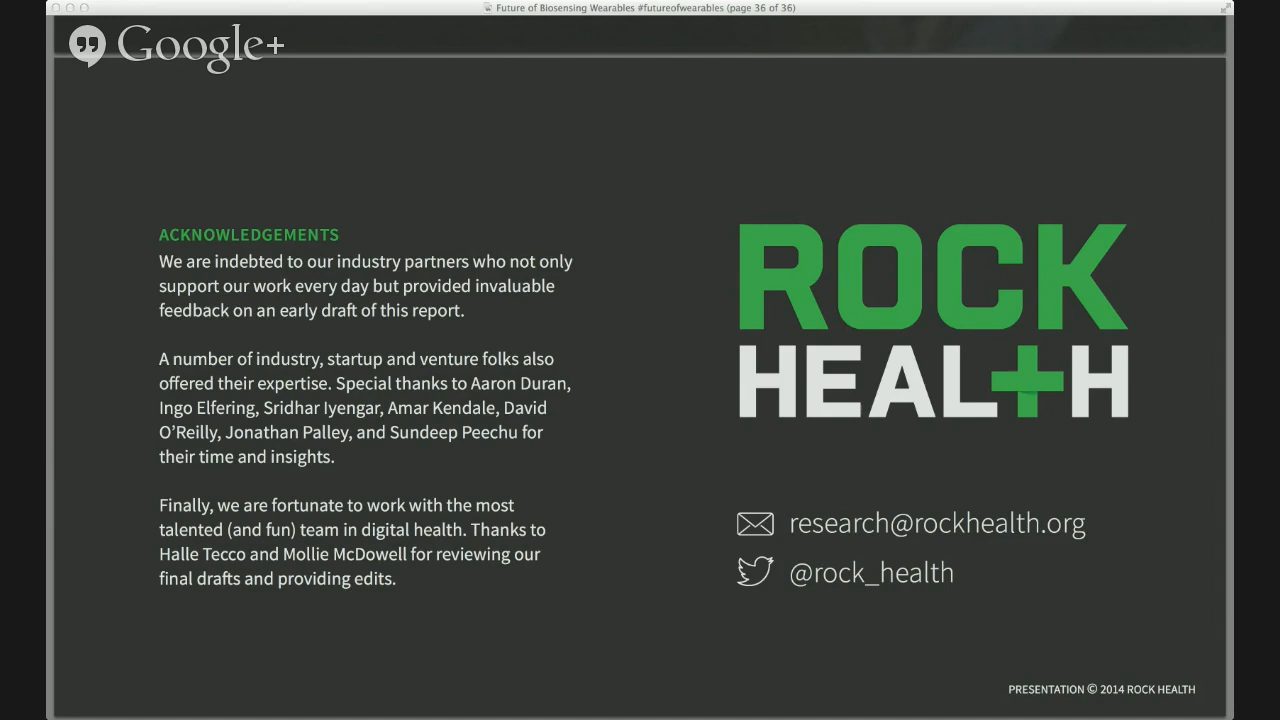 Future of Biosensing Wearables #futureofwearables (page 36 of 36)
Google+
ACKNOWLEDGEMENTS
We are indebted to our industry partners who not only
support our work every day but provided invaluable
feedback on an early draft of this report.
A number of industry, startup and venture folks also
offered their expertise. Special thanks to Aaron Duran,
Ingo Elfering, Sridhar Iyengar, Amar Kendale, David
O’Reilly, Jonathan Palley, and Sundeep Peechu for
their time and insights.
Finally, we are fortunate to work with the most
talented (and fun) team in digital health. Thanks to
Halle Tecco and Mollie McDowell for reviewing our
final drafts and providing edits.
ROCK
HEALTH
research@rockhealth.org
@rock_health
PRESENTATION © 2014 ROCK HEALTH